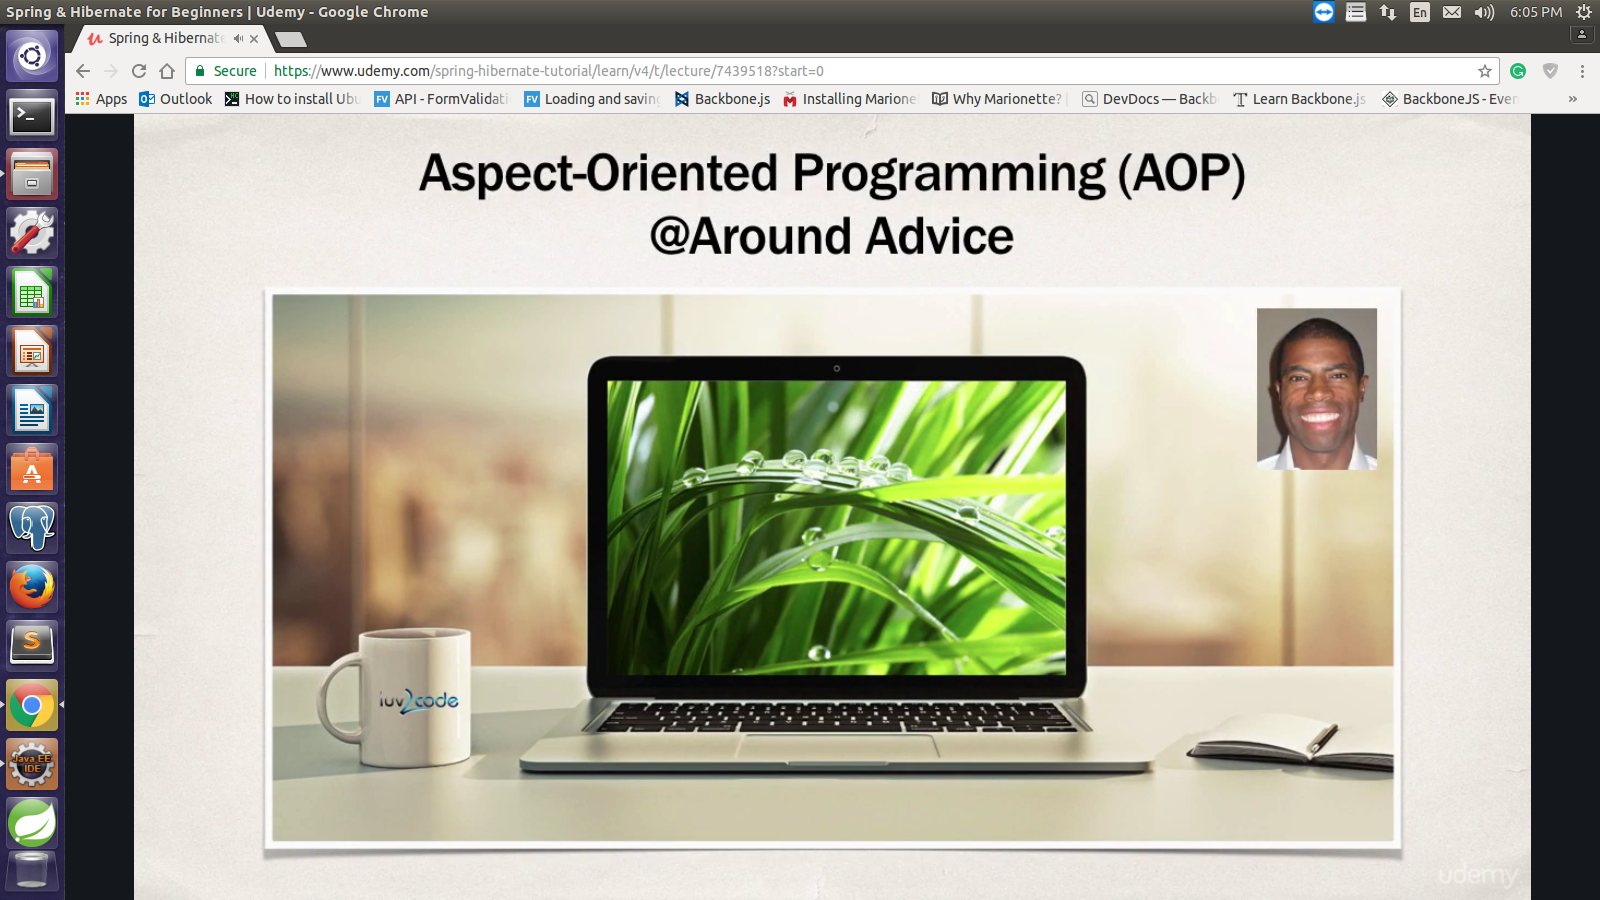 Spring & Hibernate for Beginners | Udemy - Google Chrome
En
6:05 PM
Spring & Hibernate
Secure
https://www.udemy.com/spring-hibernate-tutorial/learn/v4/t/lecture/7439518?start=0
Apps
Outlook
How to install Ubu
API - FormValidati
Loading and saving
Backbone.js
Installing Marione
Why Marionette?
DevDocs — Backb
Learn Backbone.js
BackboneJS - Even
»
Aspect-Oriented Programming (AOP)
@Around Advice
luv2code
Java EE
IDE
udemy